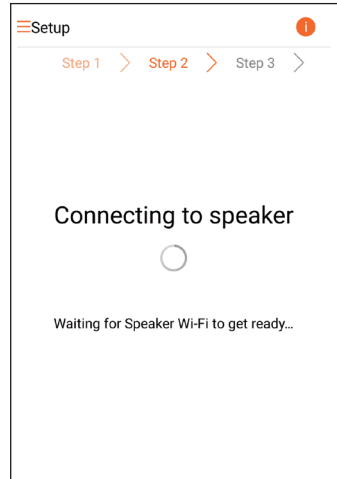 Setup
i
Step 1 Step 2 Step 3
Connecting to speaker
Waiting for Speaker Wi-Fi to get ready...